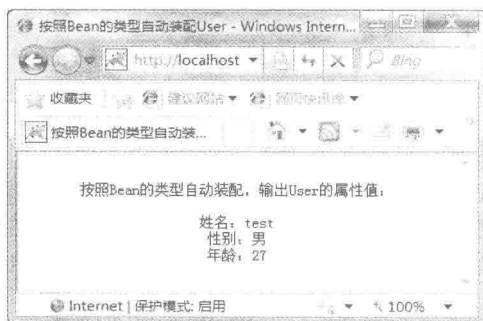 按照Bean的类型自动装配User - Windows Intern...
http://localhost
Bing
收藏夹
按照Bean的类型自动装...
按照Bean的类型自动装配，输出User的属性值：
姓名：test
性别：男
年龄：27
Internet | 保护模式: 启用
100%